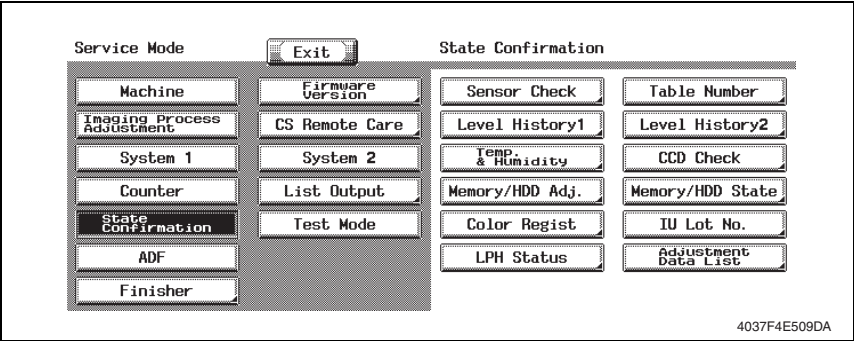 Service Mode
Exit
State Confirmation
Machine
Firmware
Version
Sensor Check
Table Number
Imaging Process
Adjustment
CS Remote Care
Level History1
Level History2
System 1
System 2
Temp.
& Humidity
CCD Check
Counter
List Output
Memory/HDD Adj.
Memory/HDD State
State
Confirmation
Test Mode
Color Regist
IU Lot No.
ADF
LPH Status
Adjustment
Data List
Finisher
4037F4E509DA